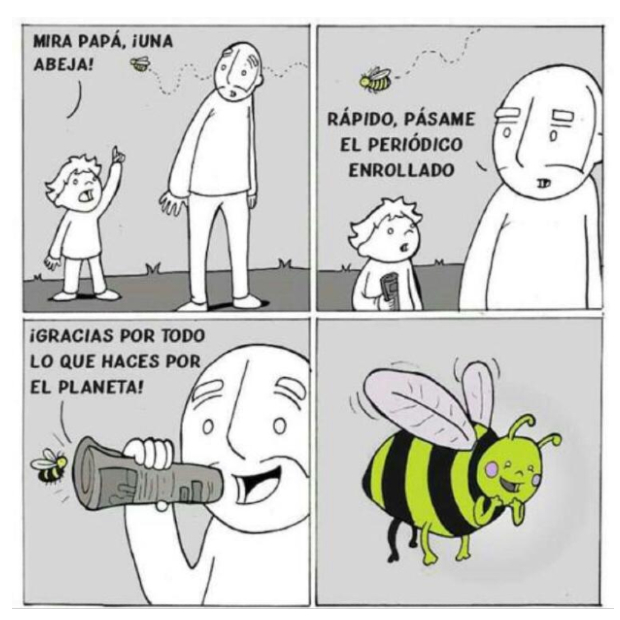 MIRA PAPÁ, ¡UNA
ABEJA!
RÁPIDO, PÁSAME
EL PERIÓDICO
ENROLLADO
¡GRACIAS POR TODO
LO QUE HACES POR
EL PLANETA!